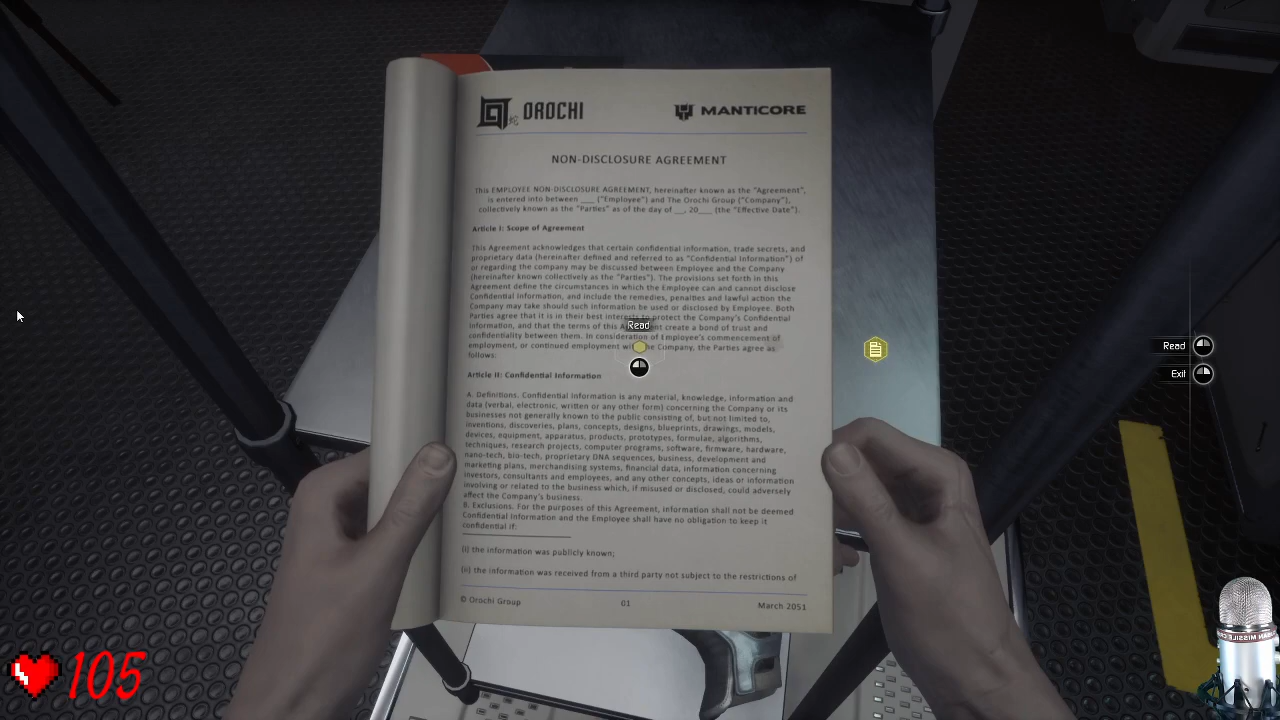 OROCHI
MANTICORE
NON-DISCLOSURE AGREEMENT
This EMPLOYEE NON-DISCLOSURE AGREEMENT, hereinafter known as the "Agreement",
is entered into between ___ ("Employee") and The Orochi Group ("Company"),
collectively known as the "Parties" as of the day of __, 20___ (the "Effective Date").
Article I: Scope of Agreement
This Agreement acknowledges that certain confidential information, trade secrets, and
proprietary data (hereinafter defined and referred to as "Confidential Information") of
or regarding the company may be discussed between Employee and the Company
(hereinafter known collectively as the "Parties"). The provisions set forth in this
Agreement define the circumstances in which the Employee can and cannot disclose
Confidential Information, and include the remedies, penalties and lawful action the
Company may take should such information be used or disclosed by Employee. Both
Parties agree that it is in their best interests to protect the Company's Confidential
Information, and that the terms of this create a bond of trust and
confidentiality between them. In consideration of Employee's commencement of
employment, or continued employment the Company, the Parties agree as
follows:
Article II: Confidential Information
A. Definitions. Confidential Information is any material, knowledge, information and
data (verbal, electronic, written or any other form) concerning the Company or its
businesses not generally known to the public consisting of, but not limited to,
inventions, discoveries, plans, concepts, designs, blueprints, drawings, models,
devices, equipment, apparatus, products, prototypes, formulae, algorithms,
techniques, research projects, computer programs, software, firmware, hardware,
nano-tech, bio-tech, proprietary DNA sequences, business, development and
marketing plans, merchandising systems, financial data, information concerning
investors, consultants and employees, and any other concepts, ideas or information
involving or related to the business which, if misused or disclosed, could adversely
affect the Company's business.
B. Exclusions. For the purposes of this Agreement, information shall not be deemed
Confidential Information and the Employee shall have no obligation to keep it
confidential if:
(i) the information was publicly known;
(ii) the information was received from a third party not subject to the restrictions of
© Orochi Group
01
March 2051
Read
Read
Exit
105